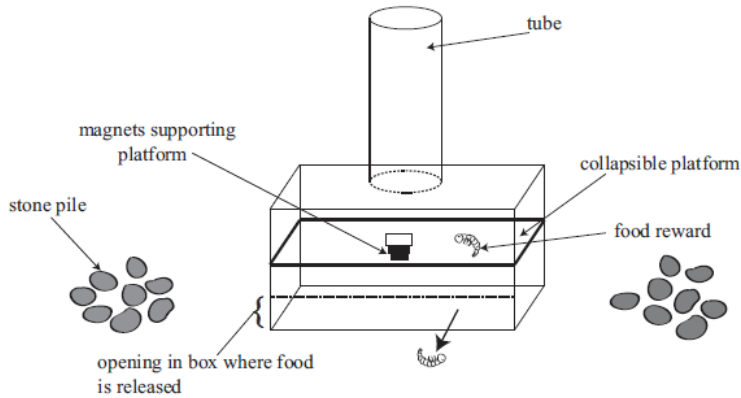 tube
magnets supporting
platform
collapsible platform
stone pile
food reward
opening in box where food
is released